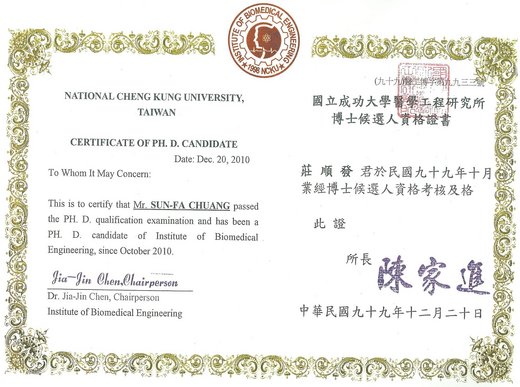 INSTITUTE OF BIOMEDICAL ENGINEERING
1988 NCKU
NATIONAL CHENG KUNG UNIVERSITY,
TAIWAN
CERTIFICATE OF PH. D. CANDIDATE
Date: Dec. 20, 2010
To Whom It May Concern:
This is to certify that Mr. SUN-FA CHUANG passed
the PH. D. qualification examination and has been a
PH. D. candidate of Institute of Biomedical
Engineering, since October 2010.
Jia-Jin Chen, Chairperson
Dr. Jia-Jin Chen, Chairperson
Institute of Biomedical Engineering
國立成功大學醫學工程研究所
博士候選人資格證書
莊順發 君於民國九十九年十月
業經博士候選人資格考核及格
此證
所長
陳家進
中華民國九十九年十二月二十日